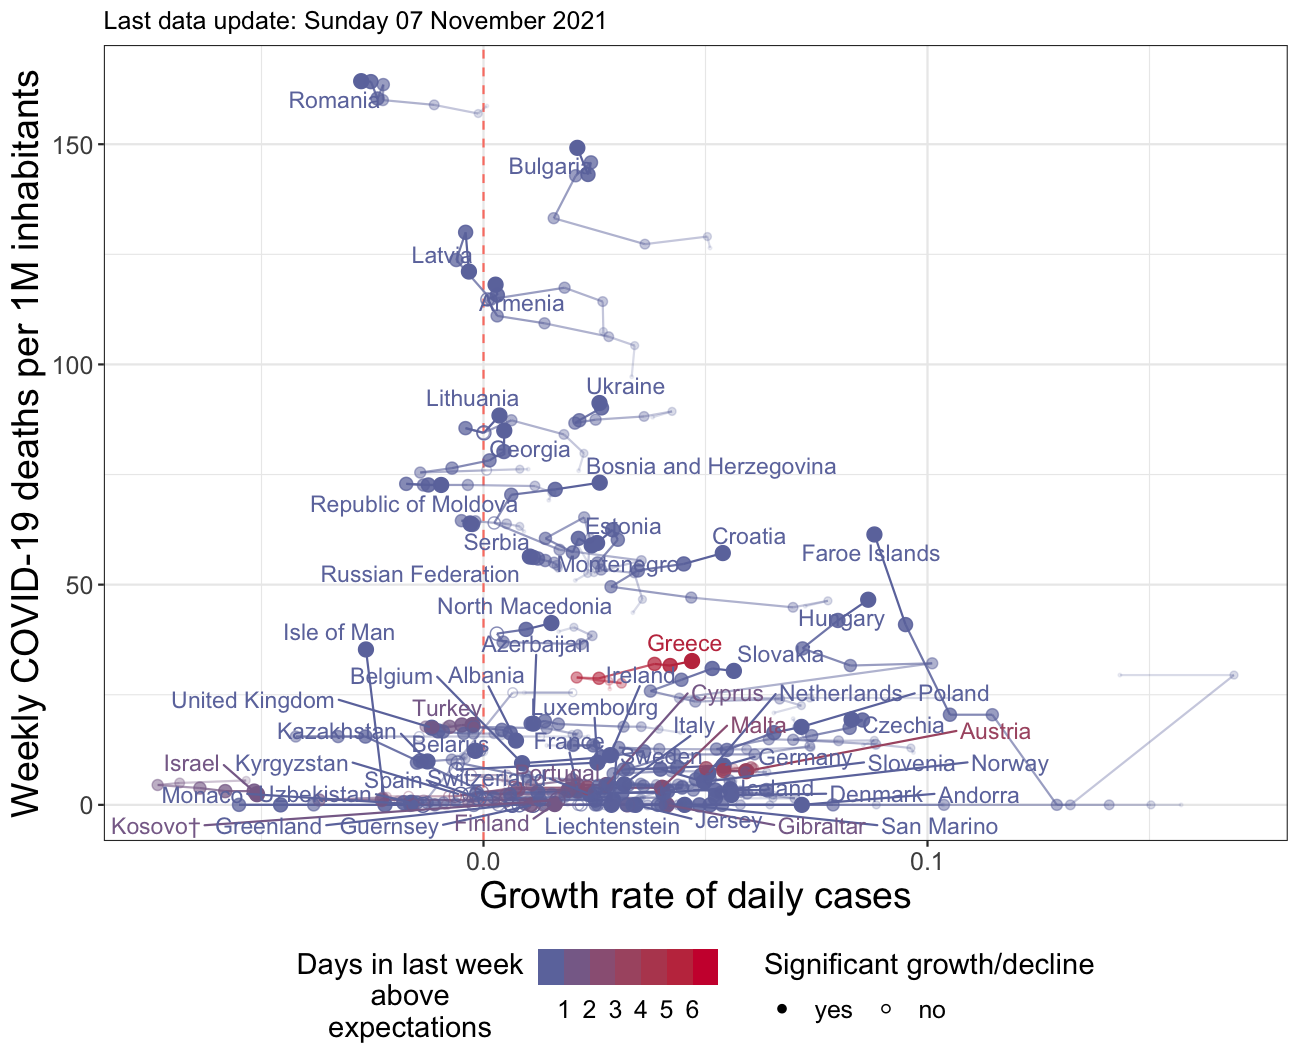 Last data update: Sunday 07 November 2021
Weekly COVID-19 deaths per 1M inhabitants
150
100
50
0
Romania
Bulgaria
Latvia
Armenia
Ukraine
Lithuania
Georgia
Bosnia and Herzegovina
Republic of Moldova
Estonia
Croatia
Serbia
Faroe Islands
Montenegro
Russian Federation
North Macedonia
Hungary
Isle of Man
Azerbaijan
Greece
Slovakia
Belgium
Albania
Ireland
Cyprus
Netherlands
Poland
United Kingdom
Turkey
Luxembourg
Kazakhstan
Belarus
France
Italy
Malta
Czechia
Austria
Israel
Kyrgyzstan
Sweden
Germany
Slovenia
Norway
Spain
Switzerland
Portugal
Monaco
Uzbekistan
Iceland
Denmark
Andorra
Kosovo†
Greenland
Guernsey
Finland
Liechtenstein
Jersey
Gibraltar
San Marino
0.0
0.1
Growth rate of daily cases
Days in last week
above
expectations
1 2 3 4 5 6
Significant growth/decline
yes
no